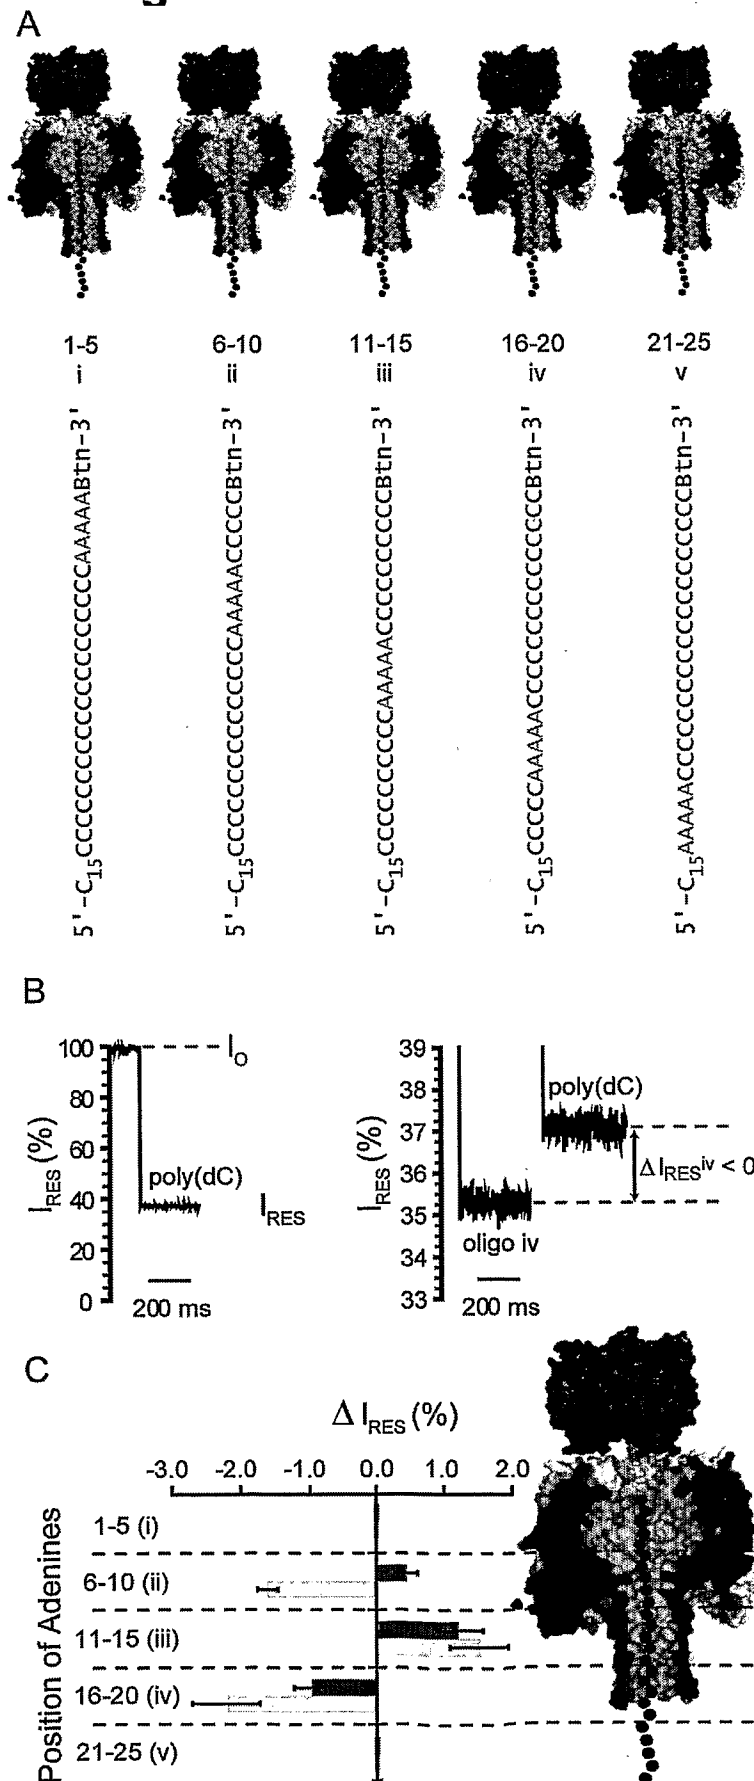 A
1-5 6-10 11-15 16-20 21-25
i ii iii iv v
5'-C15CCCCCCCCCCCCCCCCCCCCAAAAABtn-3'
5'-C15CCCCCCCCCCCCCCCAAAAACCCCCBtn-3'
5'-C15CCCCCCCCCCAAAAACCCCCCCCCCBtn-3'
5'-C15CCCCCAAAAACCCCCCCCCCCCCCCBtn-3'
5'-C15AAAAACCCCCCCCCCCCCCCCCCCCBtn-3'
B
IRES (%)
100
80
60
40
20
0
IO
poly(dC)
IRES
200 ms
IRES (%)
39
38
37
36
35
34
33
poly(dC)
Δ IRES iv < 0
oligo iv
200 ms
C
Δ IRES (%)
-3.0 -2.0 -1.0 0.0 1.0 2.0
Position of Adenines
1-5 (i)
6-10 (ii)
11-15 (iii)
16-20 (iv)
21-25 (v)